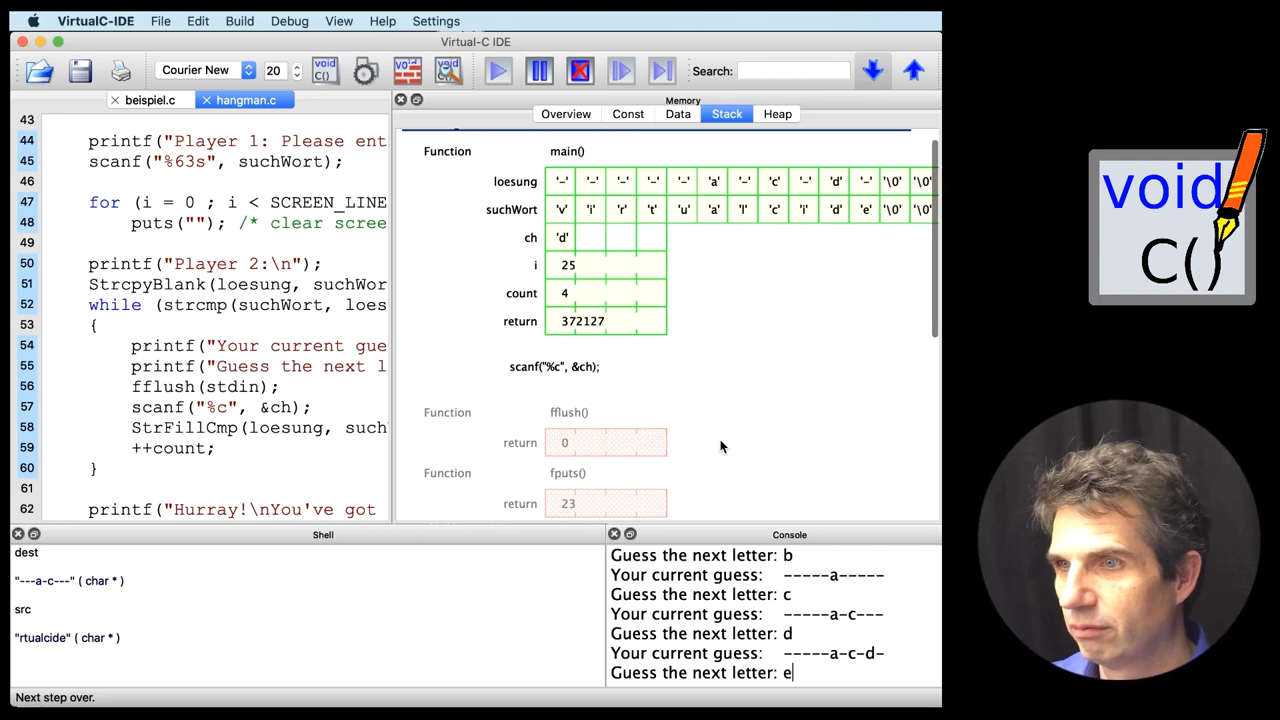 VirtualC-IDE File Edit Build Debug View Help Settings
Virtual-C IDE
Courier New 20 void C() void Search:
beispiel.c hangman.c
43
44 printf("Player 1: Please ent
45 scanf("%63s", suchWort);
46
47 for (i = 0 ; i < SCREEN_LINE
48 puts(""); /* clear scree
49
50 printf("Player 2:\n");
51 StrcpyBlank(loesung, suchWor
52 while (strcmp(suchWort, loes
53 {
54 printf("Your current gue
55 printf("Guess the next l
56 fflush(stdin);
57 scanf("%c", &ch);
58 StrFillCmp(loesung, such
59 ++count;
60 }
61
62 printf("Hurray!\nYou've got
Memory
Overview Const Data Stack Heap
Function main()
loesung '-' '-' '-' '-' '-' 'a' '-' 'c' '-' 'd' '-' '\0' '\0'
suchWort 'v' 'i' 'r' 't' 'u' 'a' 'l' 'c' 'i' 'd' 'e' '\0' '\0'
ch 'd'
i 25
count 4
return 372127
scanf("%c", &ch);
Function fflush()
return 0
Function fputs()
return 23
Shell
dest
"---a-c---" ( char * )
src
"rtualcide" ( char * )
Console
Guess the next letter: b
Your current guess: -----a-----
Guess the next letter: c
Your current guess: -----a-c---
Guess the next letter: d
Your current guess: -----a-c-d-
Guess the next letter: e
Next step over.
void
C()